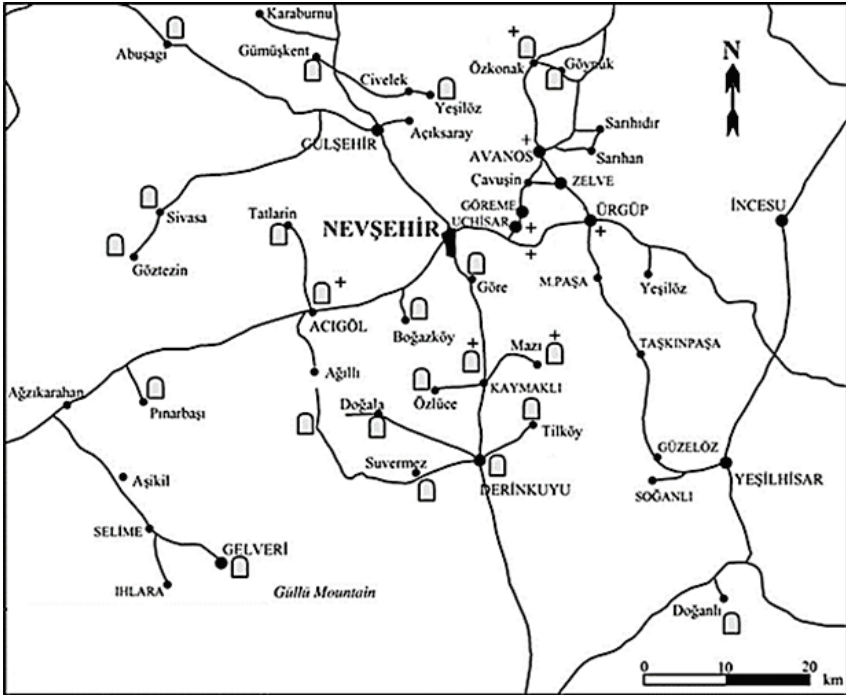 Karaburnu
Abuşagı
Gümüşkent
Civelek
Yeşilöz
Açıksaray
GÜLŞEHİR
Özkonak
Göynük
N
Sarıhıdır
AVANOS
Sarıhan
Çavuşin
ZELVE
Sivasa
Tatlarin
GÖREME
UCHİSAR
ÜRGÜP
İNCESU
NEVŞEHİR
Göztezin
Göre
M.PAŞA
Yeşilöz
ACIGÖL
Boğazköy
Mazı
TAŞKINPAŞA
Ağıllı
KAYMAKLI
Ağzıkarahan
Pınarbaşı
Özlüce
Doğala
Tilköy
GÜZELÖZ
Suvermez
Aşikil
DERİNKUYU
SOĞANLI
YEŞİLHİSAR
SELİME
GELVERİ
IHLARA
Güllü Mountain
Doğanlı
0 10 20
km